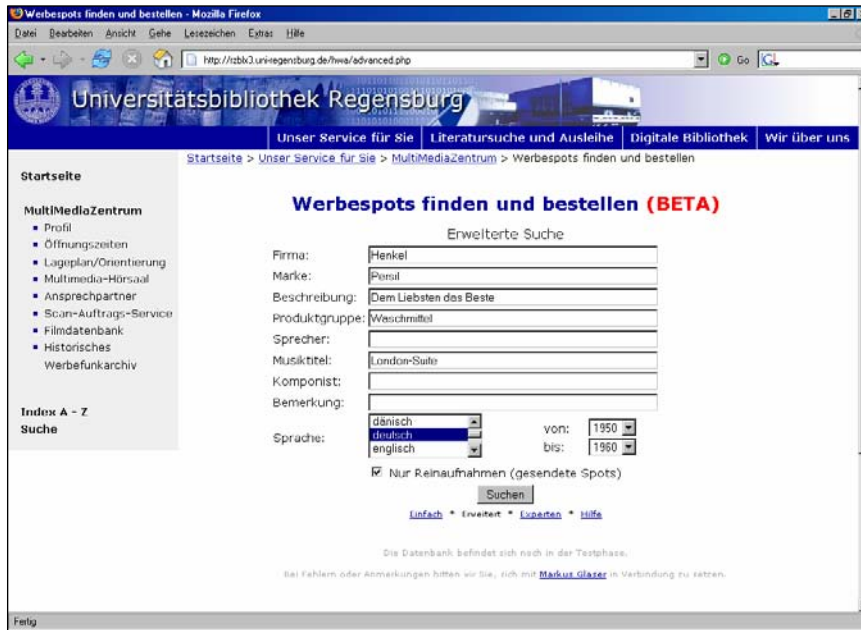 Werbespots finden und bestellen - Mozilla Firefox
Datei Bearbeiten Ansicht Gehe Lesezeichen Extras Hilfe
http://rzblx3.uni-regensburg.de/hwa/advanced.php Go
Universitätsbibliothek Regensburg
Unser Service für Sie Literatursuche und Ausleihe Digitale Bibliothek Wir über uns
Startseite > Unser Service für Sie > MultiMediaZentrum > Werbespots finden und bestellen
Startseite
MultiMediaZentrum
Profil
Öffnungszeiten
Lageplan/Orientierung
Multimedia-Hörsaal
Ansprechpartner
Scan-Auftrags-Service
Filmdatenbank
Historisches
Werbefunkarchiv
Index A - Z
Suche
Werbespots finden und bestellen (BETA)
Erweiterte Suche
Firma: Henkel
Marke: Persil
Beschreibung: Dem Liebsten das Beste
Produktgruppe: Waschmittel
Sprecher:
Musiktitel: London-Suite
Komponist:
Bemerkung:
Sprache:
dänisch
deutsch
englisch
von: 1950
bis: 1960
Nur Reinaufnahmen (gesendete Spots)
Suchen
Einfach * Erweitert * Experten * Hilfe
Die Datenbank befindet sich noch in der Testphase.
Bei Fehlern oder Anmerkungen bitten wir Sie, sich mit Markus Glaser in Verbindung zu setzen.
Fertig